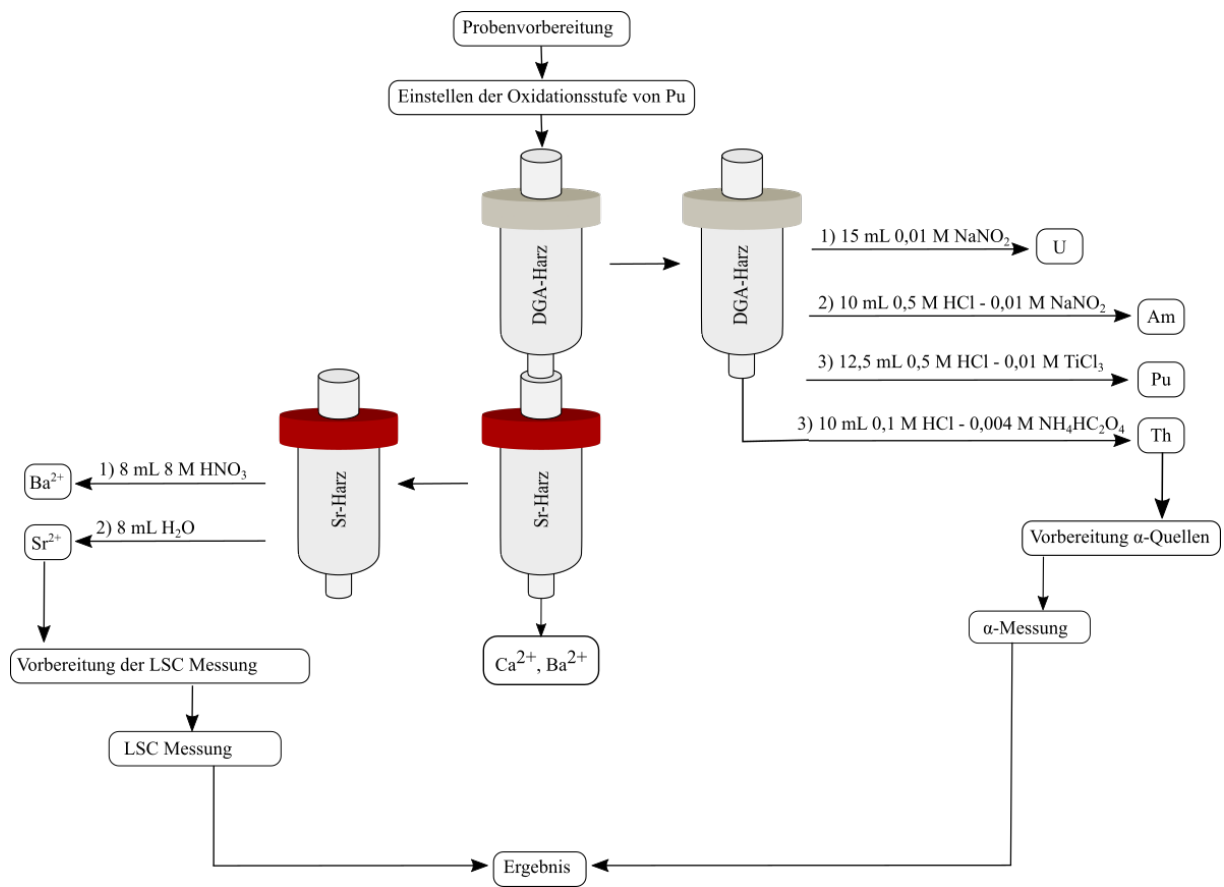 Probenvorbereitung
Einstellen der Oxidationsstufe von Pu
DGA-Harz
DGA-Harz
1) 15 mL 0,01 M NaNO₂
U
2) 10 mL 0,5 M HCl - 0,01 M NaNO₂
Am
3) 12,5 mL 0,5 M HCl - 0,01 M TiCl₃
Pu
3) 10 mL 0,1 M HCl - 0,004 M NH₄HC₂O₄
Th
Sr-Harz
Sr-Harz
1) 8 mL 8 M HNO₃
Ba²⁺
2) 8 mL H₂O
Sr²⁺
Vorbereitung α-Quellen
α-Messung
Ca²⁺, Ba²⁺
Vorbereitung der LSC Messung
LSC Messung
Ergebnis